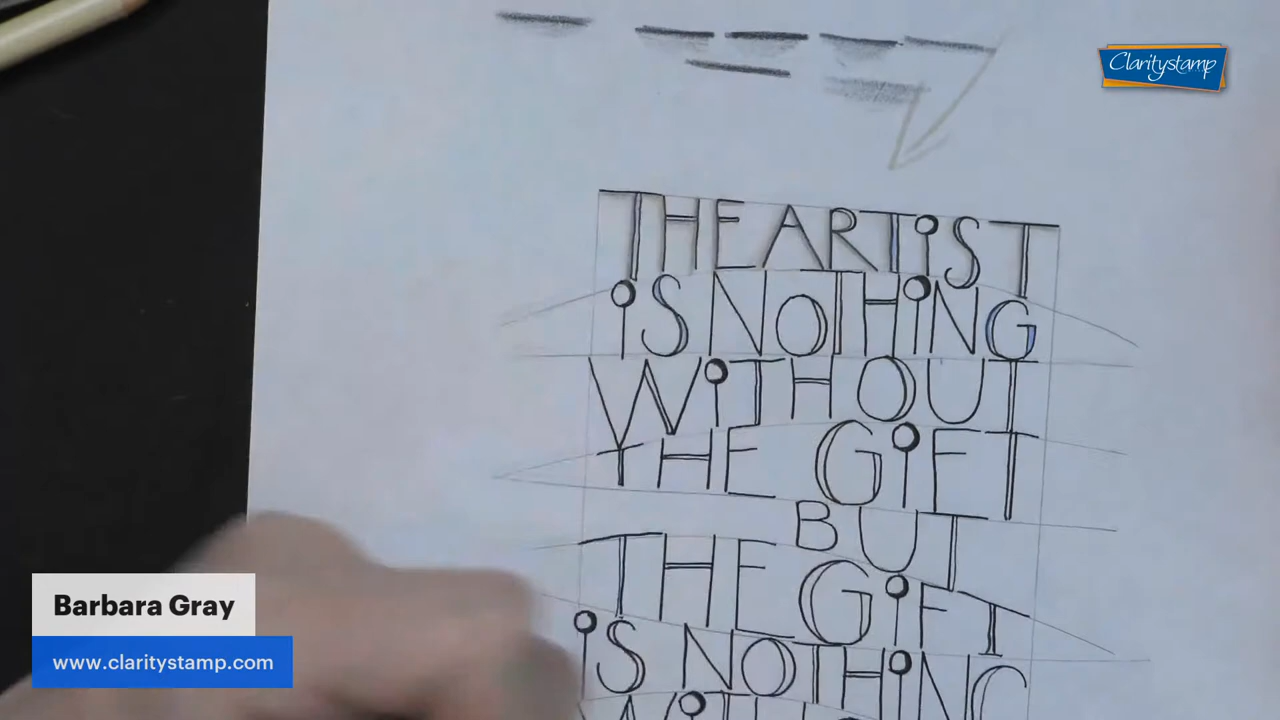 Claritystamp
THE ARTiST
iS NOTHiNG
WiTHOUT
THE GiFT
BUT
THE GiFT
iS NOTHiNG
Barbara Gray
www.claritystamp.com